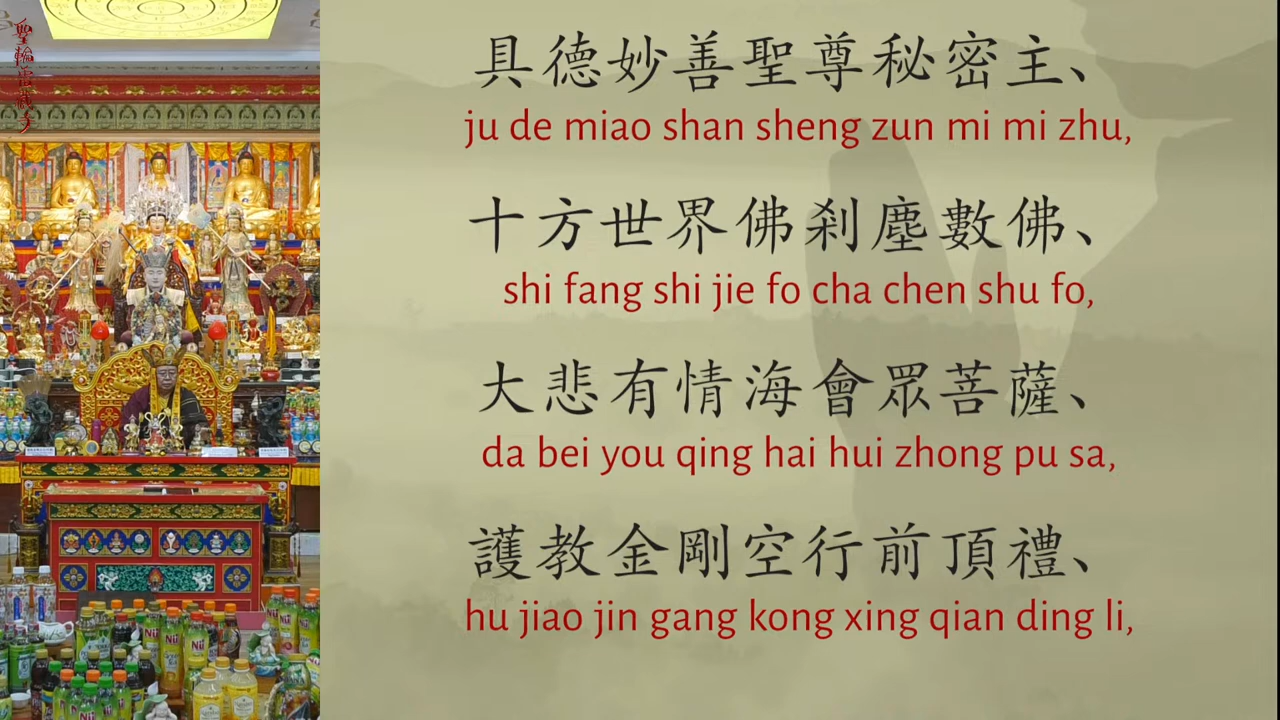 具德妙善聖尊秘密主、
ju de miao shan sheng zun mi mi zhu,
十方世界佛剎塵數佛、
shi fang shi jie fo cha chen shu fo,
大悲有情海會眾菩薩、
da bei you qing hai hui zhong pu sa,
護教金剛空行前頂禮、
hu jiao jin gang kong xing qian ding li,
Nü
Nü
Nü